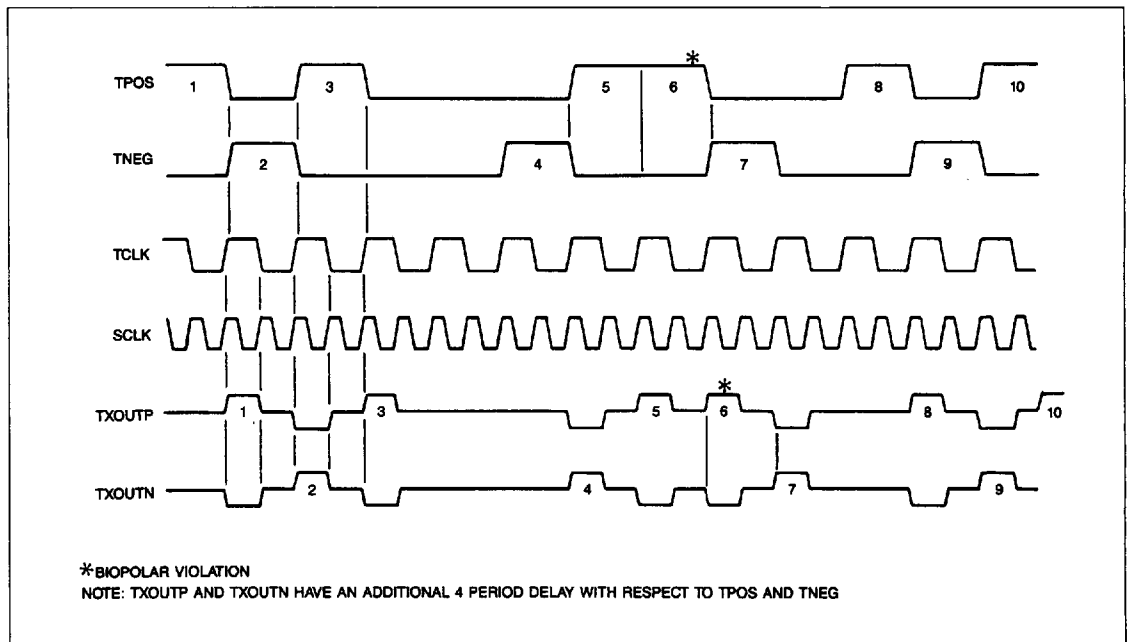 TPOS 1 3 5 6 * 8 10
TNEG 2 4 7 9
TCLK
SCLK
TXOUTP 1 3 5 6 * 8 10
TXOUTN 2 4 7 9
*BIOPOLAR VIOLATION
NOTE: TXOUTP AND TXOUTN HAVE AN ADDITIONAL 4 PERIOD DELAY WITH RESPECT TO TPOS AND TNEG